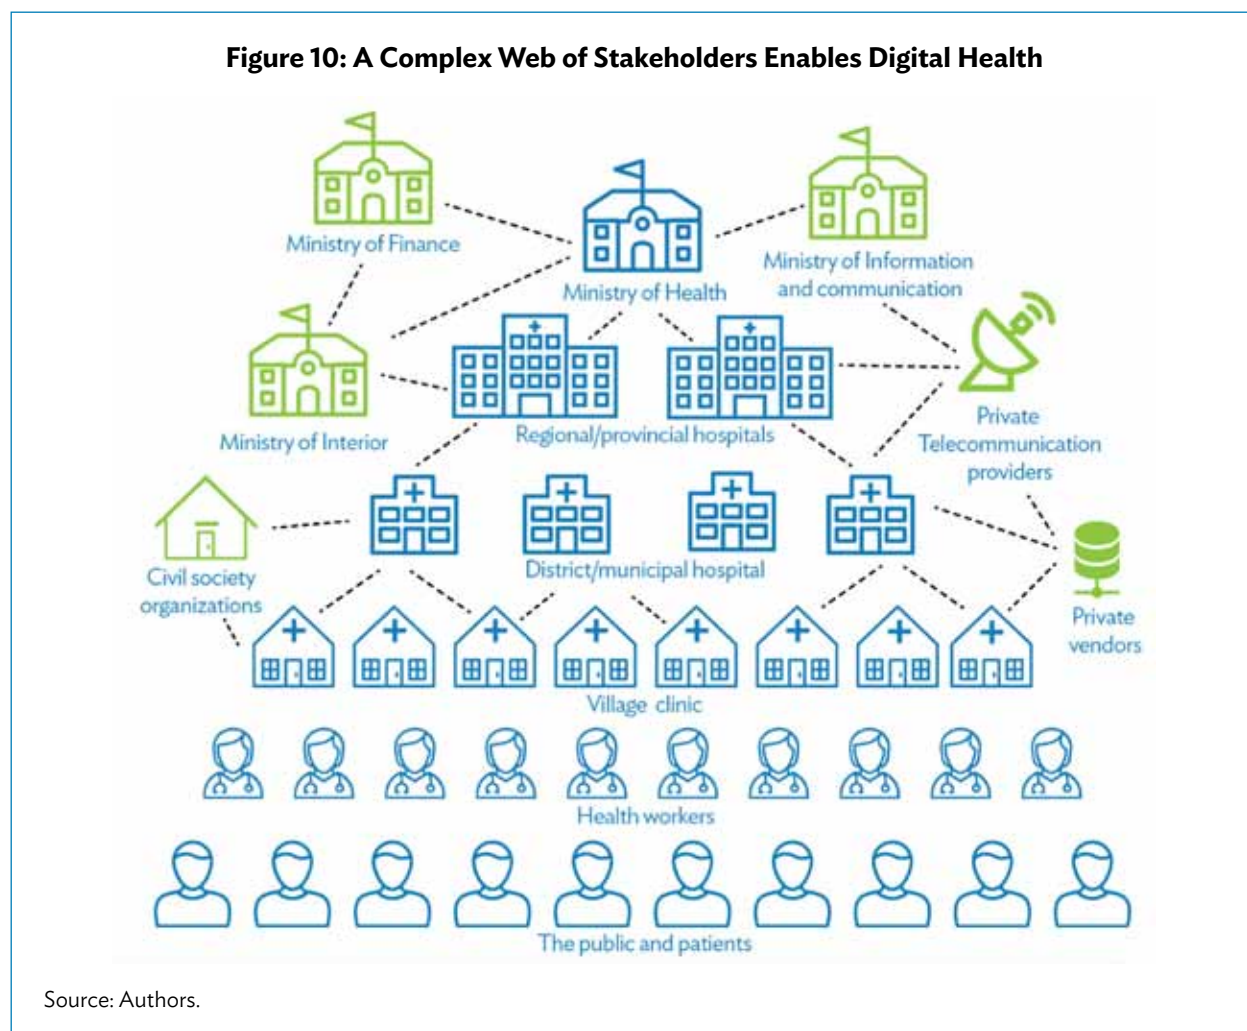 Figure 10: A Complex Web of Stakeholders Enables Digital Health
Ministry of Finance
Ministry of Health
Ministry of Information
and communication
Ministry of Interior
Regional/provincial hospitals
Private
Telecommunication
providers
Civil society
organizations
District/municipal hospital
Private
vendors
Village clinic
Health workers
The public and patients
Source: Authors.